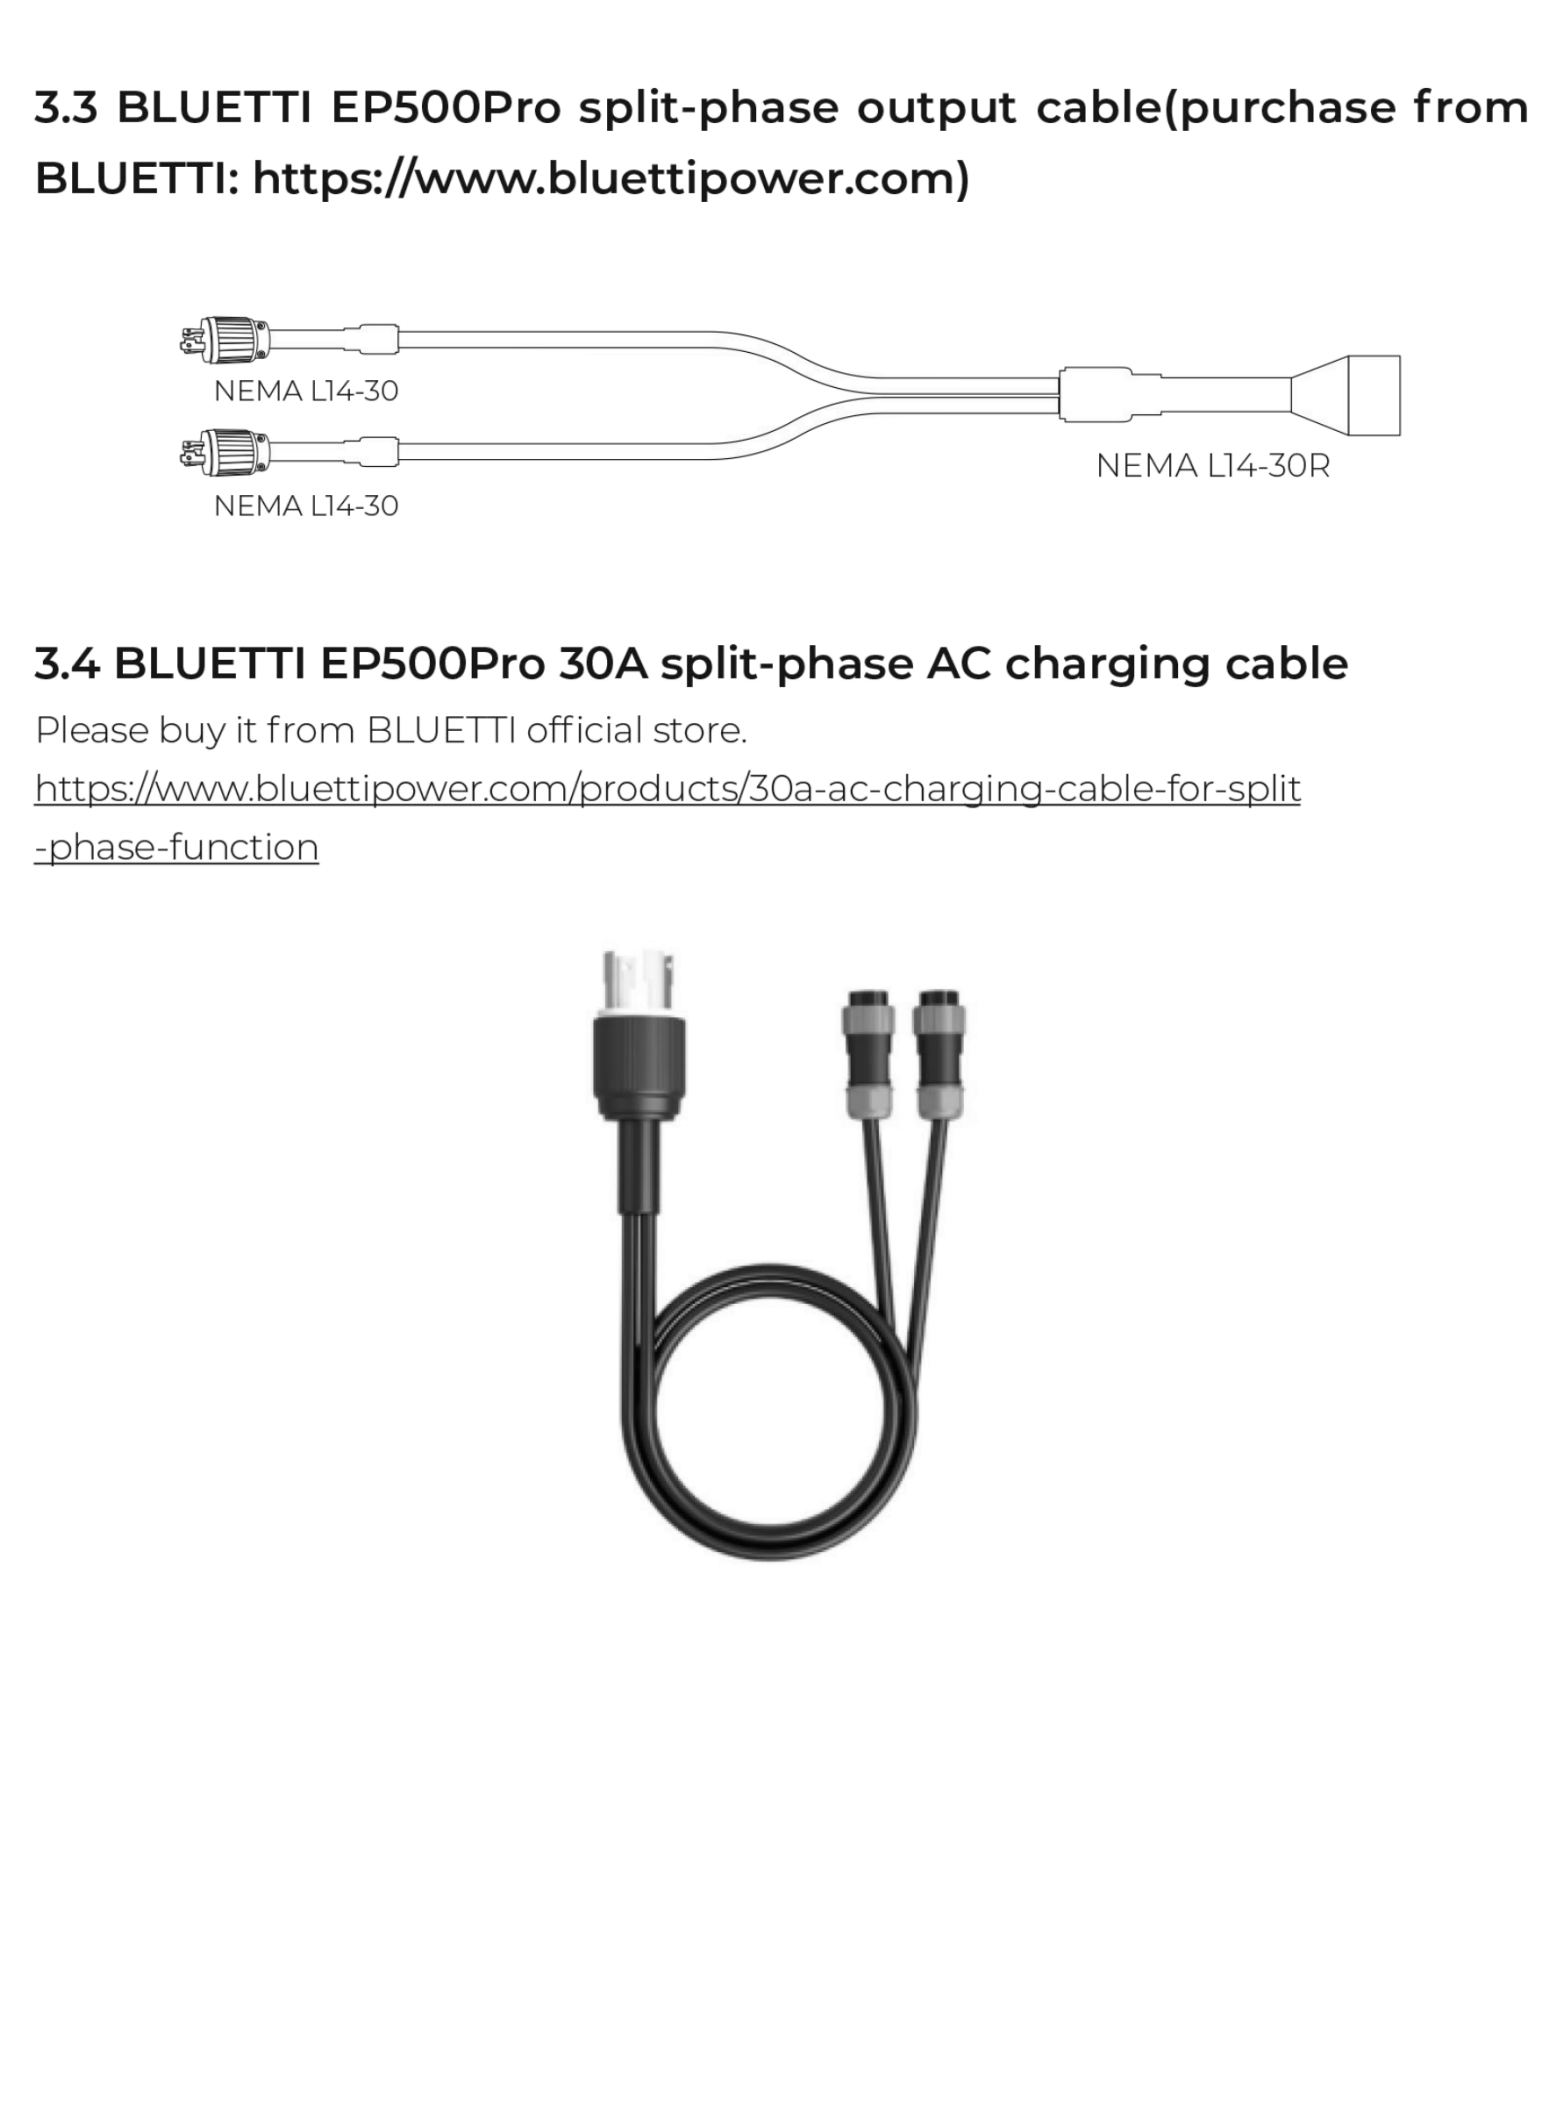 3.3 BLUETTI EP500Pro split-phase output cable(purchase from
BLUETTI: https://www.bluettipower.com)
NEMA L14-30
NEMA L14-30R
NEMA L14-30
3.4 BLUETTI EP500Pro 30A split-phase AC charging cable
Please buy it from BLUETTI official store.
https://www.bluettipower.com/products/30a-ac-charging-cable-for-split
-phase-function